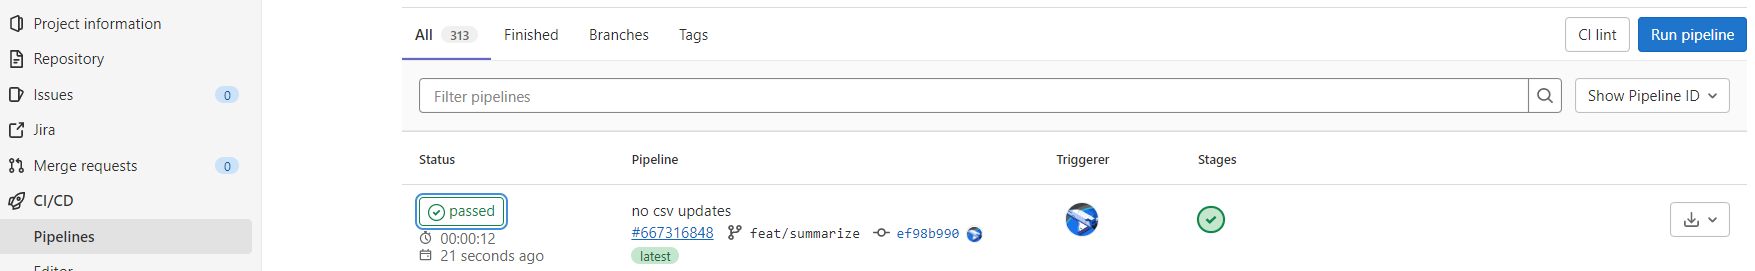 Project information
Repository
Issues 0
Jira
Merge requests 0
CI/CD
Pipelines
Editor
All 313 Finished Branches Tags CI lint Run pipeline
Filter pipelines Show Pipeline ID
Status Pipeline Triggerer Stages
passed
00:00:12
21 seconds ago
no csv updates
#667316848 feat/summarize ef98b990
latest